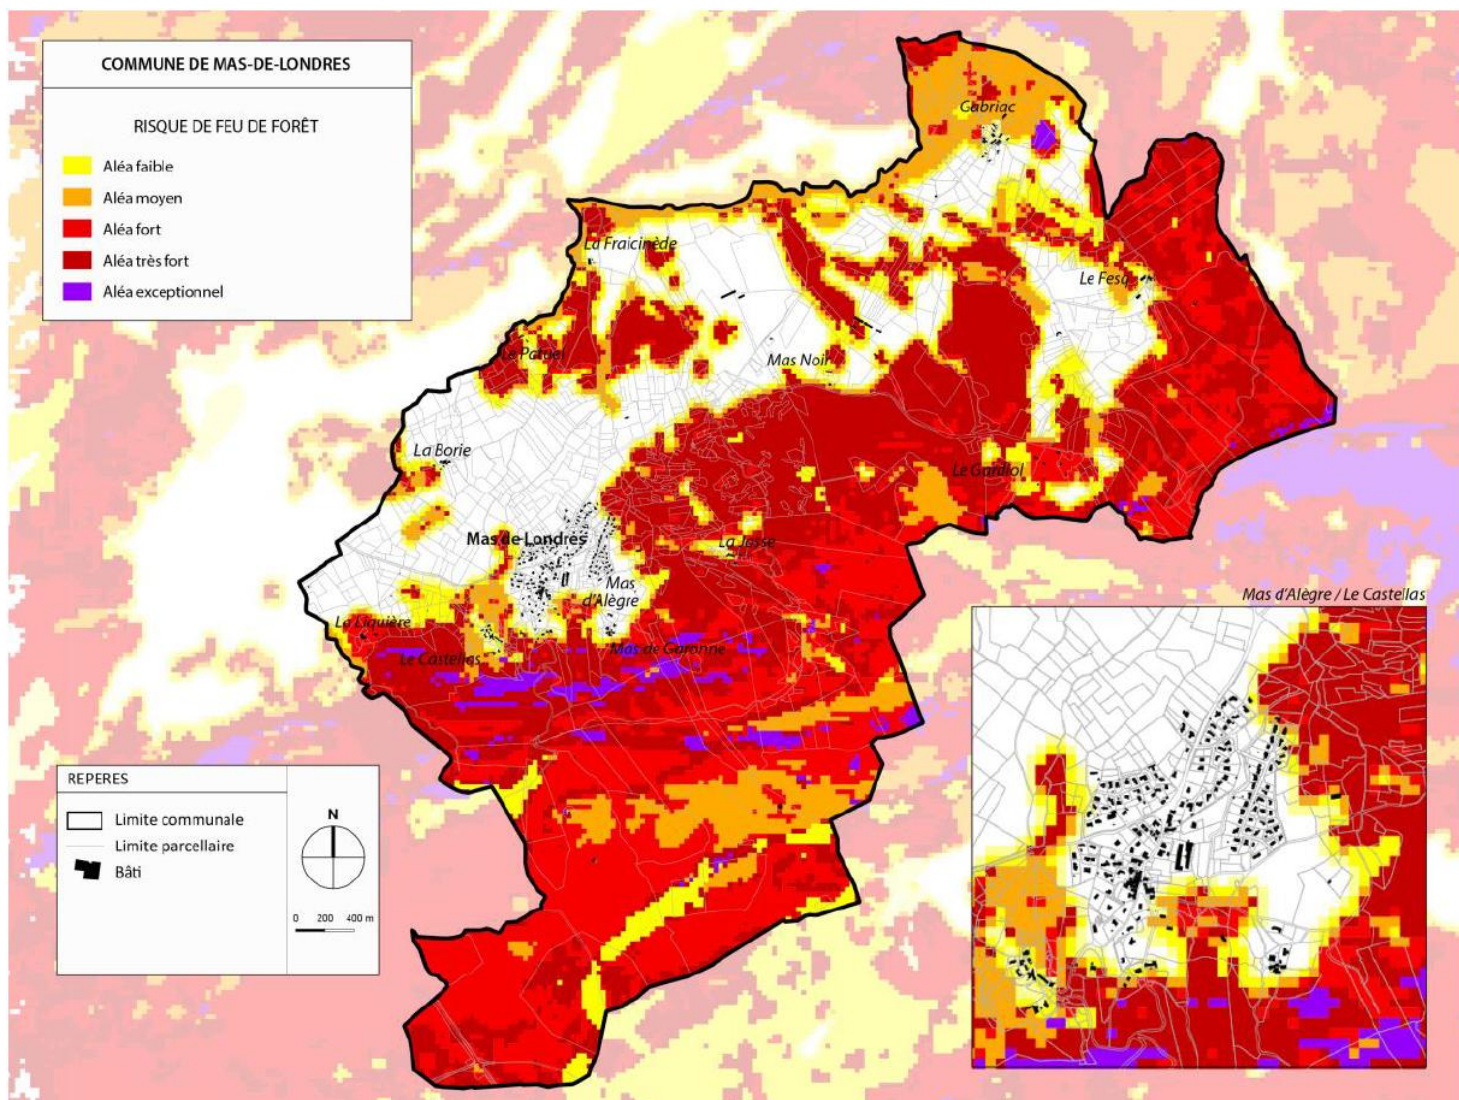 COMMUNE DE MAS-DE-LONDRES
RISQUE DE FEU DE FORÊT
Aléa faible
Aléa moyen
Aléa fort
Aléa très fort
Aléa exceptionnel
Gabriac
La Fraicinède
Le Fesq
Le Patuel
Mas Noir
La Borie
Le Gardiol
Mas de-Londres
La Jasse
Mas
d'Alègre
La Liquière
Le Castellas
Mas de Garonne
Mas d'Alègre / Le Castellas
REPERES
Limite communale
Limite parcellaire
Bâti
N
0 200 400 m